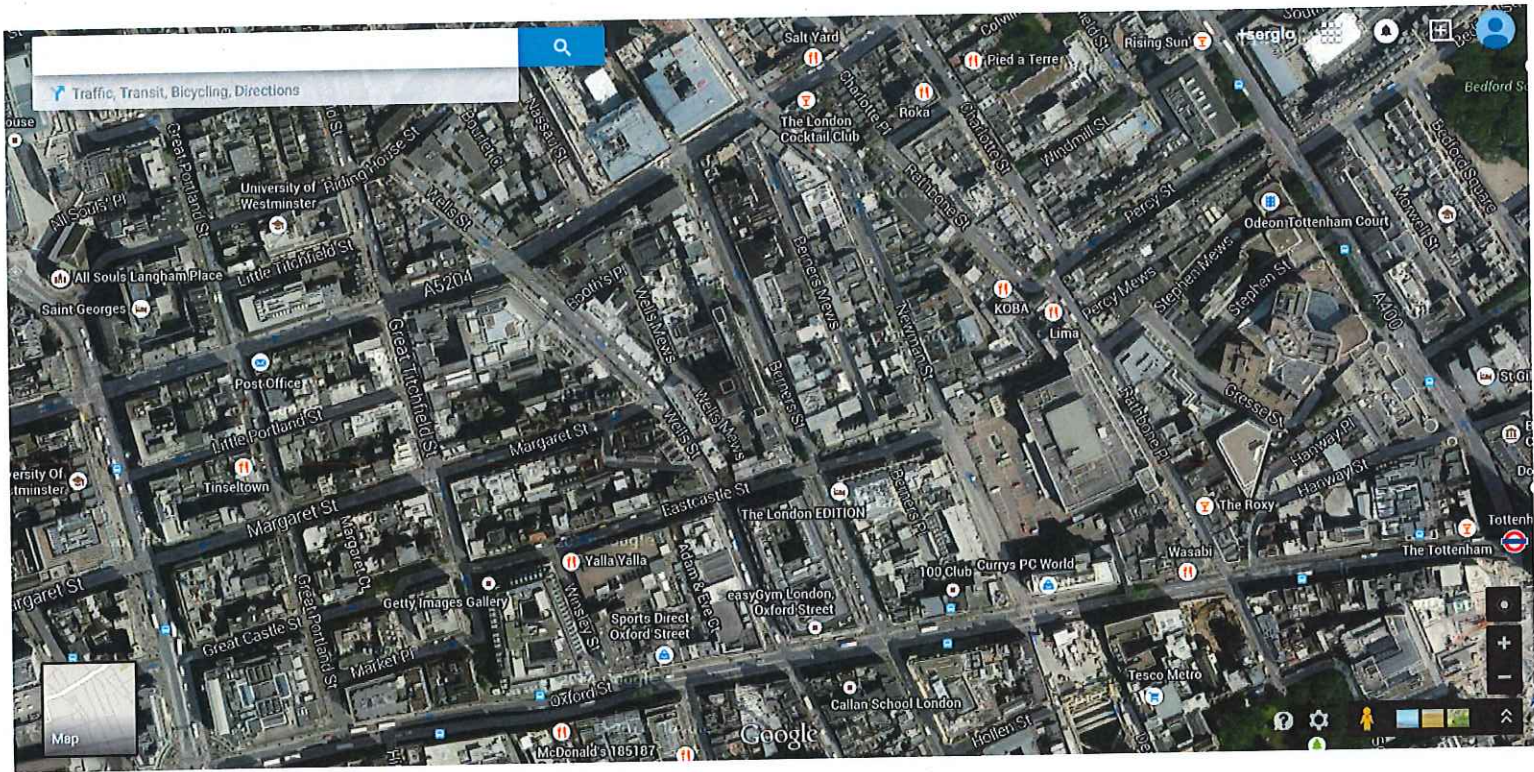 Traffic, Transit, Bicycling, Directions
Salt Yard
Pied a Terre
Rising Sun
+sergio
Bedford
The London
Cocktail Club
Charlotte Pl
Roka
Charlotte St
Windmill St
Nassau St
Great Portland St
Riding House St
University of
Westminster
Wells St
Rathbone St
Percy St
Odeon Tottenham Court
Bedford Square
Morwell St
All Souls' Pl
All Souls Langham Place
Little Titchfield St
Saint Georges
A5204
Booth's Pl
Wells Mews
Berners Mews
Newman St
KOBA
Lima
Percy Mews
Stephen Mews
Stephen St
A400
Post Office
Great Titchfield St
Berners St
Little Portland St
Margaret St
Wells St
Wells Mews
Rathbone Pl
Gresse St
Hanway Pl
Hanway St
Tinseltown
Margaret St
Eastcastle St
The London EDITION
Berners Pl
The Roxy
The Tottenham
Margaret Ct
Yalla Yalla
Adam & Eve Ct
Wasabi
100 Club
Currys PC World
Getty Images Gallery
Winsley St
easyGym London,
Oxford Street
Sports Direct
Oxford Street
Great Castle St
Great Portland St
Market Pl
Oxford St
Callan School London
Tesco Metro
Hollen St
McDonald's 185187
Google
Map